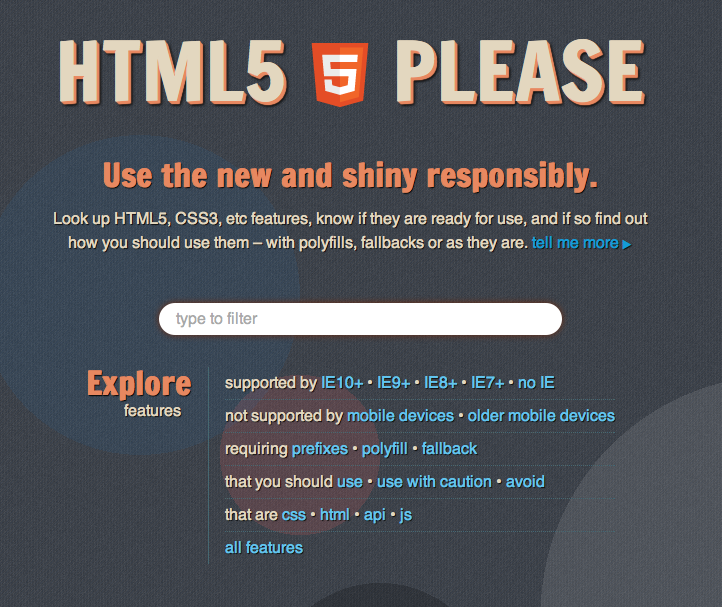 HTML5 5 PLEASE
Use the new and shiny responsibly.
Look up HTML5, CSS3, etc features, know if they are ready for use, and if so find out
how you should use them – with polyfills, fallbacks or as they are. tell me more ▶
type to filter
Explore
features
supported by IE10+ • IE9+ • IE8+ • IE7+ • no IE
not supported by mobile devices • older mobile devices
requiring prefixes • polyfill • fallback
that you should use • use with caution • avoid
that are css • html • api • js
all features